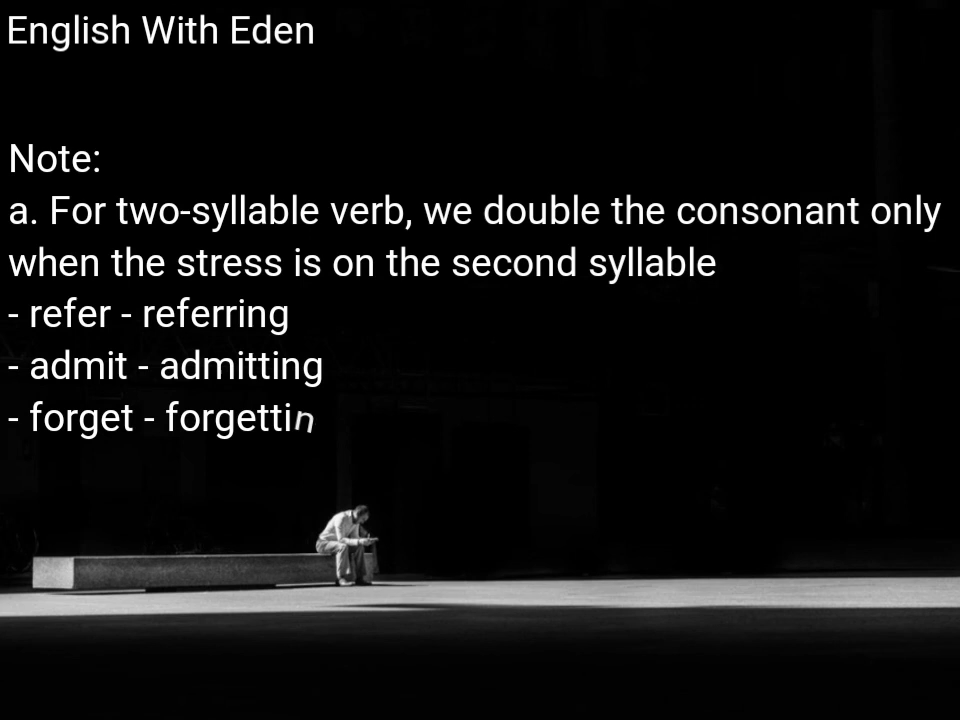 English With Eden
Note:
a. For two-syllable verb, we double the consonant only
when the stress is on the second syllable
- refer - referring
- admit - admitting
- forget - forgettin